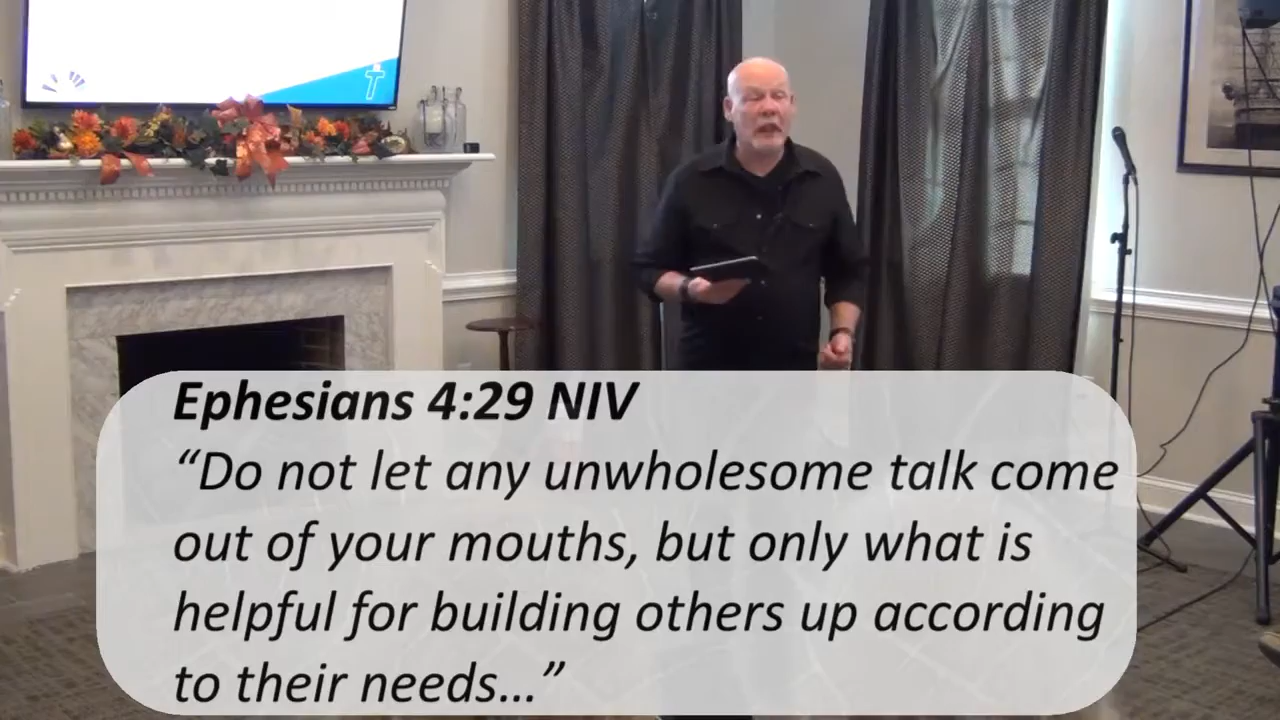 Ephesians 4:29 NIV
“Do not let any unwholesome talk come
out of your mouths, but only what is
helpful for building others up according
to their needs...”